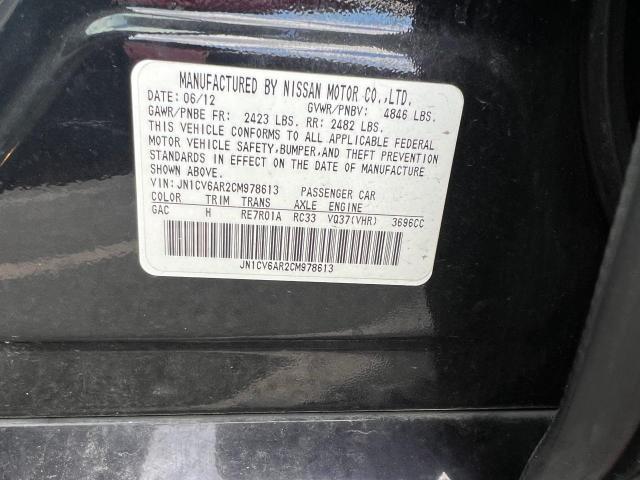 MANUFACTURED BY NISSAN MOTOR CO.,LTD.
DATE: 06/12 GVWR/PNBV: 4846 LBS.
GAWR/PNBE FR: 2423 LBS. RR: 2482 LBS.
THIS VEHICLE CONFORMS TO ALL APPLICABLE FEDERAL
MOTOR VEHICLE SAFETY,BUMPER,AND THEFT PREVENTION
STANDARDS IN EFFECT ON THE DATE OF MANUFACTURE
SHOWN ABOVE.
VIN: JN1CV6AR2CM978613 PASSENGER CAR
COLOR TRIM TRANS AXLE ENGINE
GAC H RE7R01A RC33 VQ37(VHR) 3696CC
JN1CV6AR2CM978613